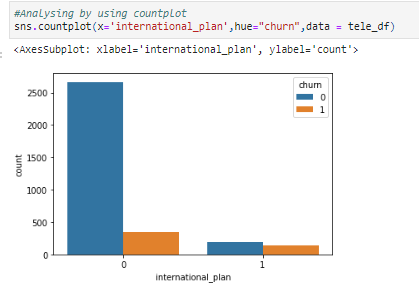 #Analysing by using countplot
sns.countplot(x='international_plan',hue="churn",data = tele_df)
<AxesSubplot: xlabel='international_plan', ylabel='count'>
churn
0
1
2500
2000
1500
1000
500
0
count
0 1
international_plan